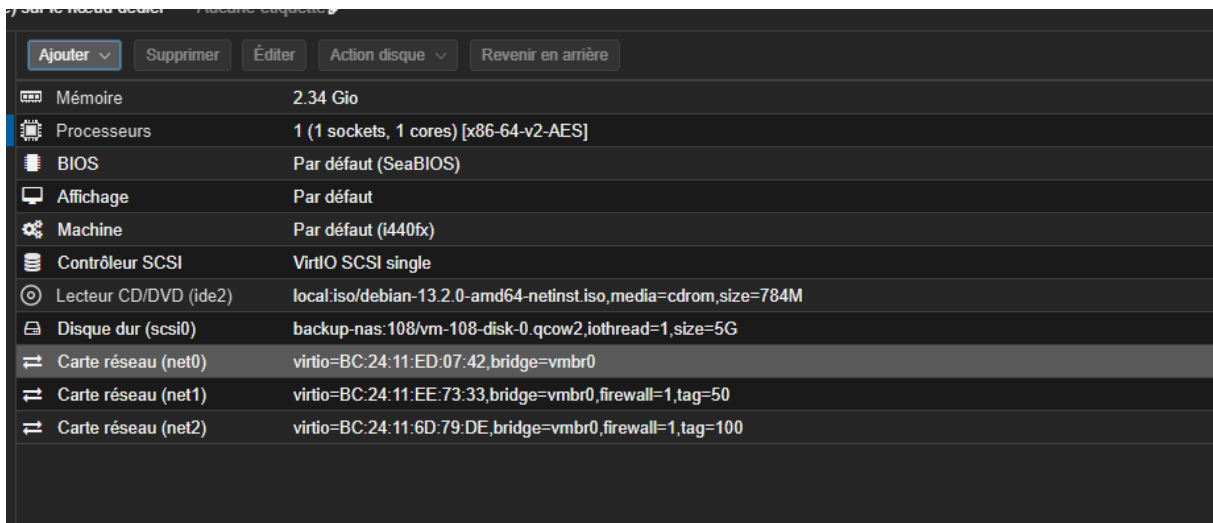 sur le nœud dédier Aucune étiquette
Ajouter Supprimer Éditer Action disque Revenir en arrière
Mémoire 2.34 Gio
Processeurs 1 (1 sockets, 1 cores) [x86-64-v2-AES]
BIOS Par défaut (SeaBIOS)
Affichage Par défaut
Machine Par défaut (i440fx)
Contrôleur SCSI VirtIO SCSI single
Lecteur CD/DVD (ide2) local:iso/debian-13.2.0-amd64-netinst.iso,media=cdrom,size=784M
Disque dur (scsi0) backup-nas:108/vm-108-disk-0.qcow2,iothread=1,size=5G
Carte réseau (net0) virtio=BC:24:11:ED:07:42,bridge=vmbr0
Carte réseau (net1) virtio=BC:24:11:EE:73:33,bridge=vmbr0,firewall=1,tag=50
Carte réseau (net2) virtio=BC:24:11:6D:79:DE,bridge=vmbr0,firewall=1,tag=100